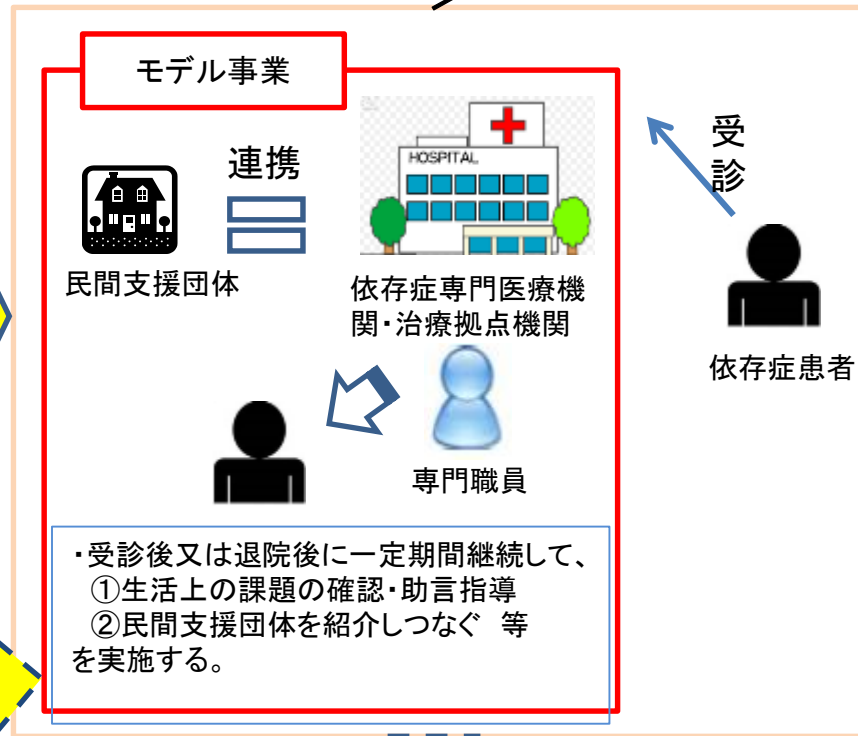 モデル事業
連携
HOSPITAL
受
診
民間支援団体
依存症専門医療機
関・治療拠点機関
依存症患者
専門職員
・受診後又は退院後に一定期間継続して、
①生活上の課題の確認・助言指導
②民間支援団体を紹介しつなぐ　等
を実施する。